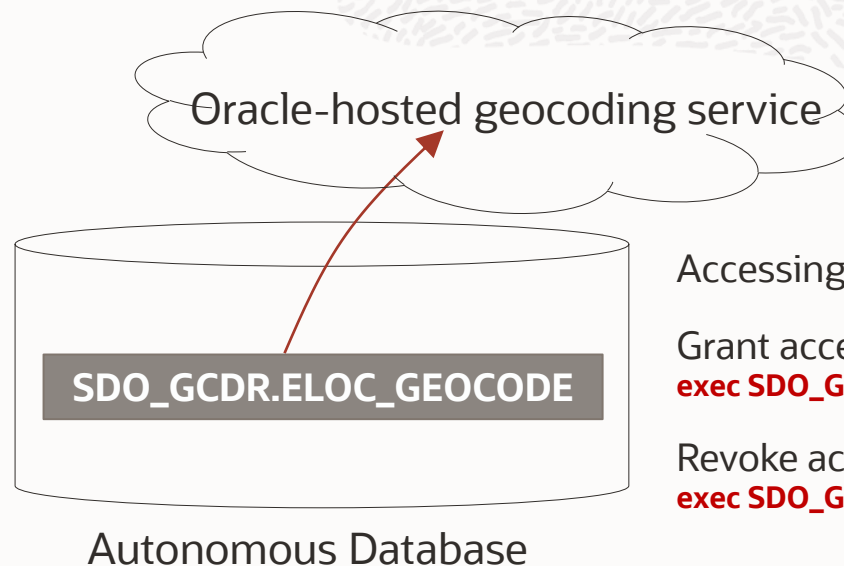 Oracle-hosted geocoding service
Accessing
Grant acce
exec SDO_G
SDO_GCDR.ELOC_GEOCODE
Revoke ac
exec SDO_G
Autonomous Database